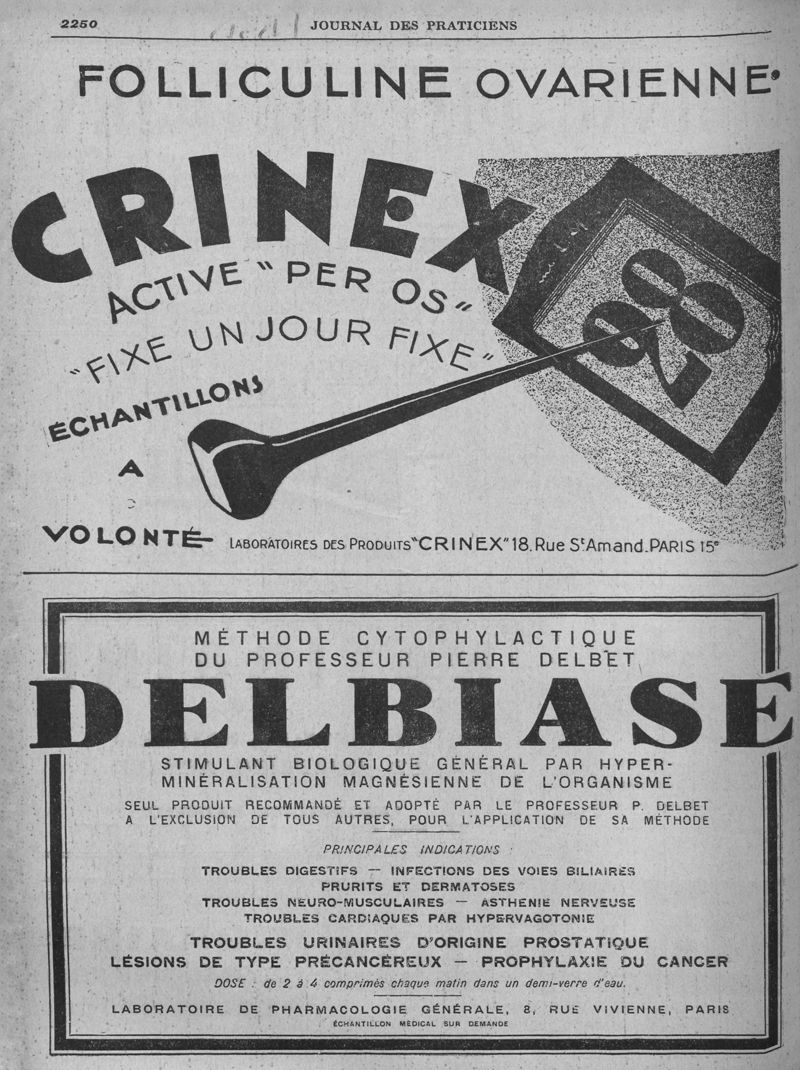 2250
JOURNAL DES PRATICIENS
FOLLICULINE OVARIENNE
CRINEX
ACTIVE "PER OS"
"FIXE UN JOUR FIXE"
28
ÉCHANTILLONS
A
VOLONTÉ
LABORATOIRES DES PRODUITS "CRINEX" 18. Rue St Amand. PARIS 15e
MÉTHODE CYTOPHYLACTIQUE
DU PROFESSEUR PIERRE DELBET
DELBIASE
STIMULANT BIOLOGIQUE GÉNÉRAL PAR HYPER-
MINÉRALISATION MAGNÉSIENNE DE L'ORGANISME
SEUL PRODUIT RECOMMANDÉ ET ADOPTÉ PAR LE PROFESSEUR P. DELBET
A L'EXCLUSION DE TOUS AUTRES, POUR L'APPLICATION DE SA MÉTHODE
PRINCIPALES INDICATIONS :
TROUBLES DIGESTIFS — INFECTIONS DES VOIES BILIAIRES
PRURITS ET DERMATOSES
TROUBLES NEURO-MUSCULAIRES — ASTHENIE NERVEUSE
TROUBLES CARDIAQUES PAR HYPERVAGOTONIE
TROUBLES URINAIRES D'ORIGINE PROSTATIQUE
LÉSIONS DE TYPE PRÉCANCÉREUX — PROPHYLAXIE DU CANCER
DOSE : de 2 à 4 comprimés chaque matin dans un demi-verre d'eau.
LABORATOIRE DE PHARMACOLOGIE GÉNÉRALE, 8, RUE VIVIENNE, PARIS
ÉCHANTILLON MÉDICAL SUR DEMANDE